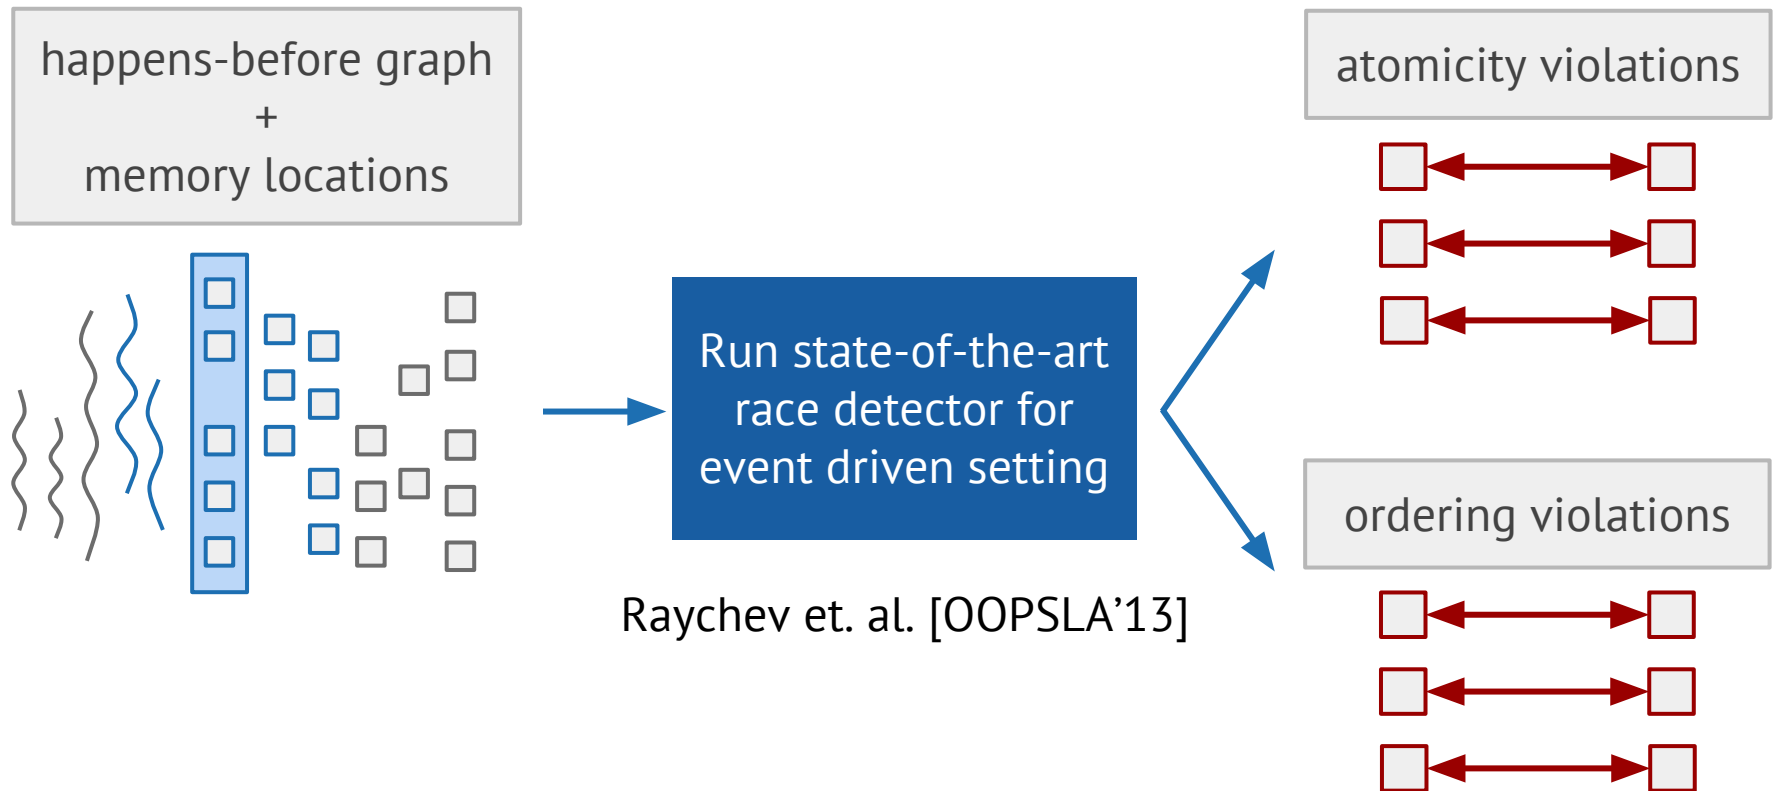 happens-before graph
+
memory locations
Run state-of-the-art
race detector for
event driven setting
Raychev et. al. [OOPSLA’13]
atomicity violations
ordering violations